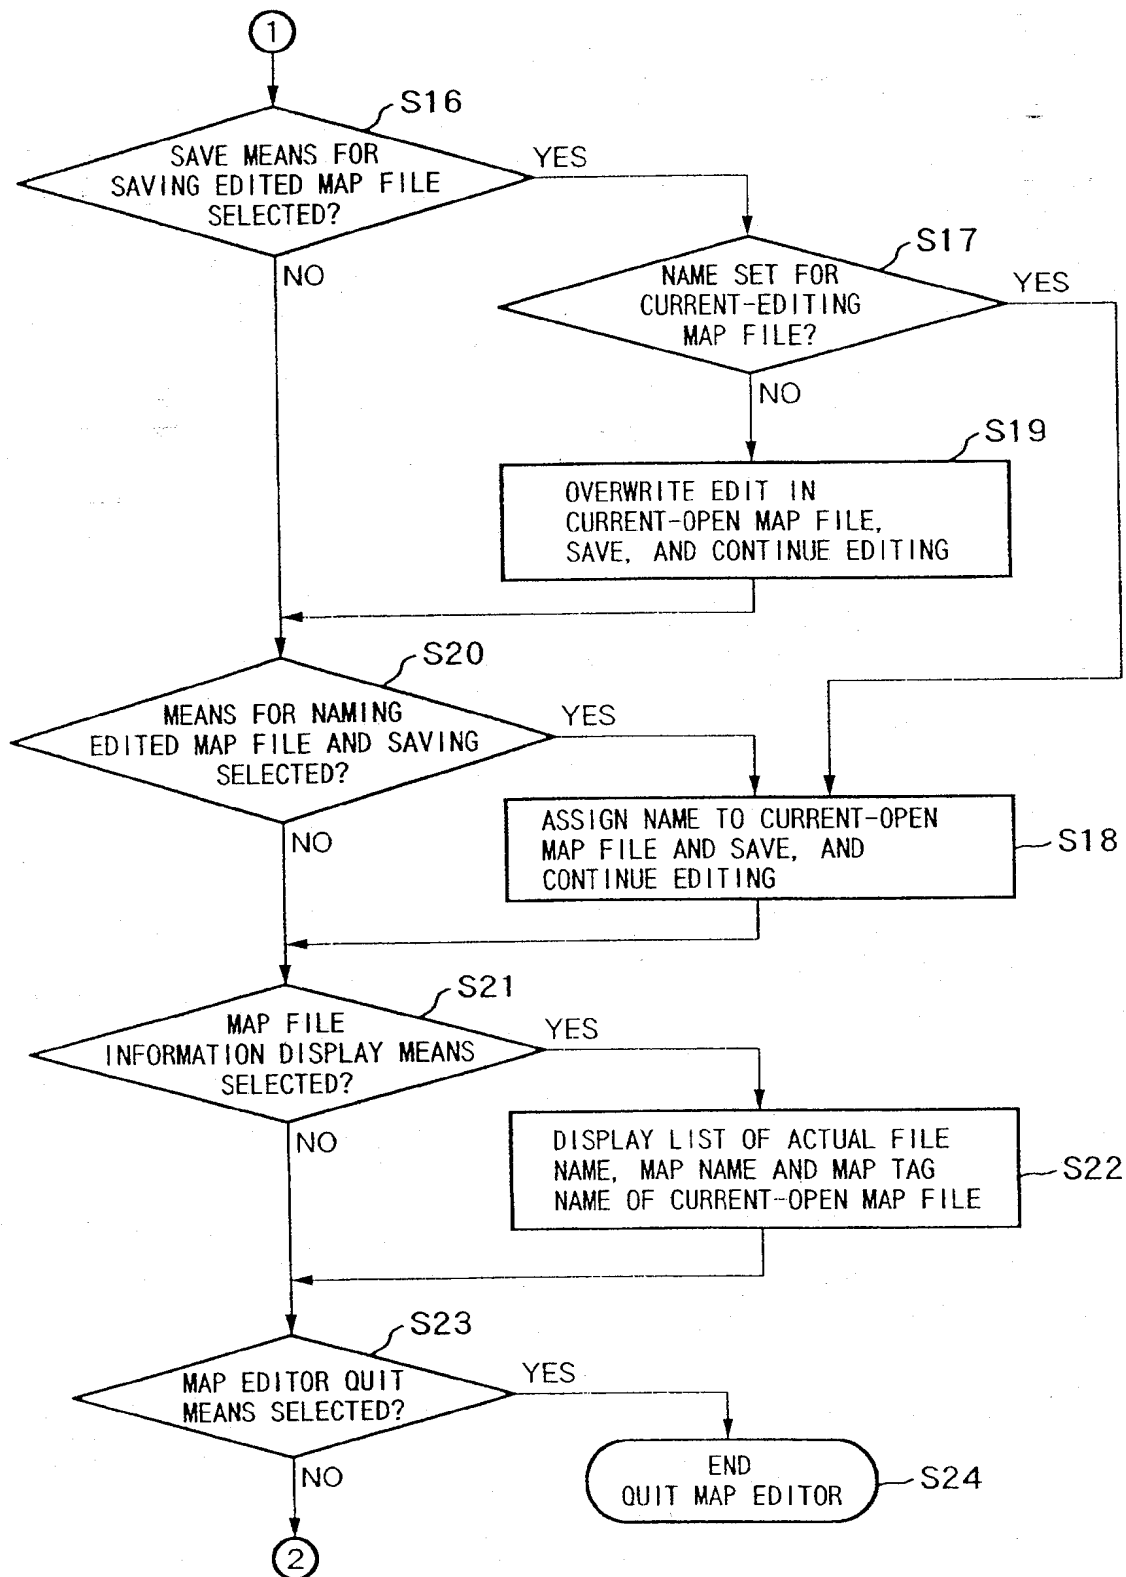 1
S16
SAVE MEANS FOR
SAVING EDITED MAP FILE
SELECTED?
YES
NO
S17
NAME SET FOR
CURRENT-EDITING
MAP FILE?
YES
NO
S19
OVERWRITE EDIT IN
CURRENT-OPEN MAP FILE,
SAVE, AND CONTINUE EDITING
S20
MEANS FOR NAMING
EDITED MAP FILE AND SAVING
SELECTED?
YES
NO
ASSIGN NAME TO CURRENT-OPEN
MAP FILE AND SAVE, AND
CONTINUE EDITING
S18
S21
MAP FILE
INFORMATION DISPLAY MEANS
SELECTED?
YES
NO
DISPLAY LIST OF ACTUAL FILE
NAME, MAP NAME AND MAP TAG
NAME OF CURRENT-OPEN MAP FILE
S22
S23
MAP EDITOR QUIT
MEANS SELECTED?
YES
NO
END
QUIT MAP EDITOR
S24
2